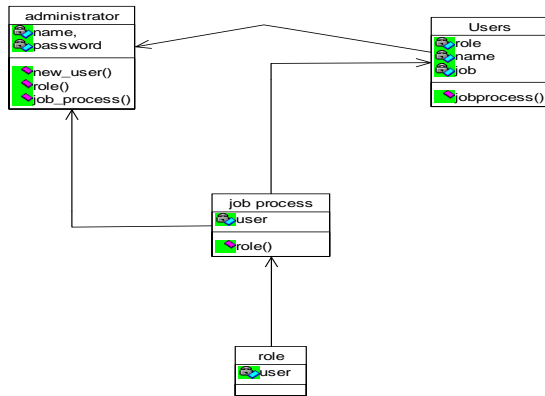 administrator
name,
password
new_user()
role()
job_process()
Users
role
name
job
jobprocess()
job process
user
role()
role
user